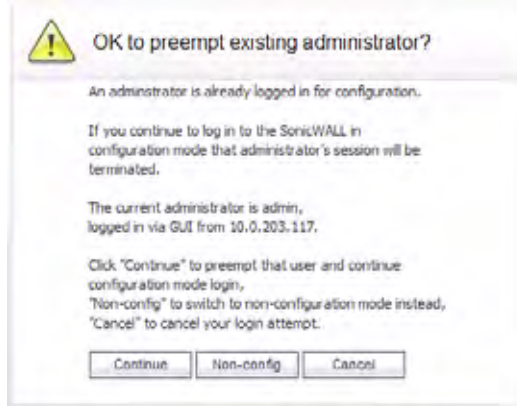 OK to preempt existing administrator?
An adminstrator is already logged in for configuration.
If you continue to log in to the SonicWALL in
configuration mode that administrator's session will be
terminated.
The current administrator is admin,
logged in via GUI from 10.0.203.117.
Click "Continue" to preempt that user and continue
configuration mode login,
"Non-config" to switch to non-configuration mode instead,
"Cancel" to cancel your login attempt.
Continue Non-config Cancel